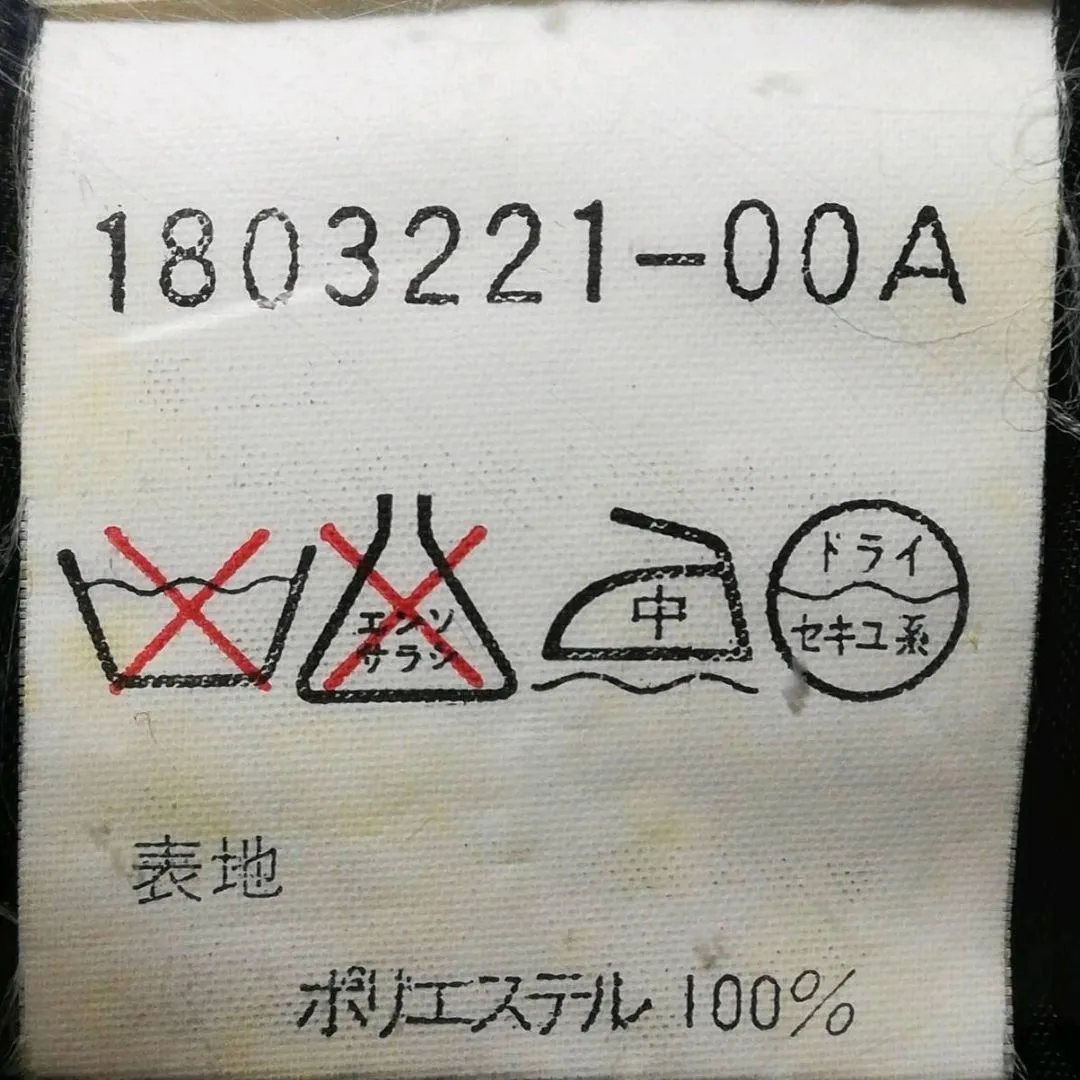 1803221-00A
エンソ
サラシ
中
ドライ
セキユ系
表地
ポリエステル 100%